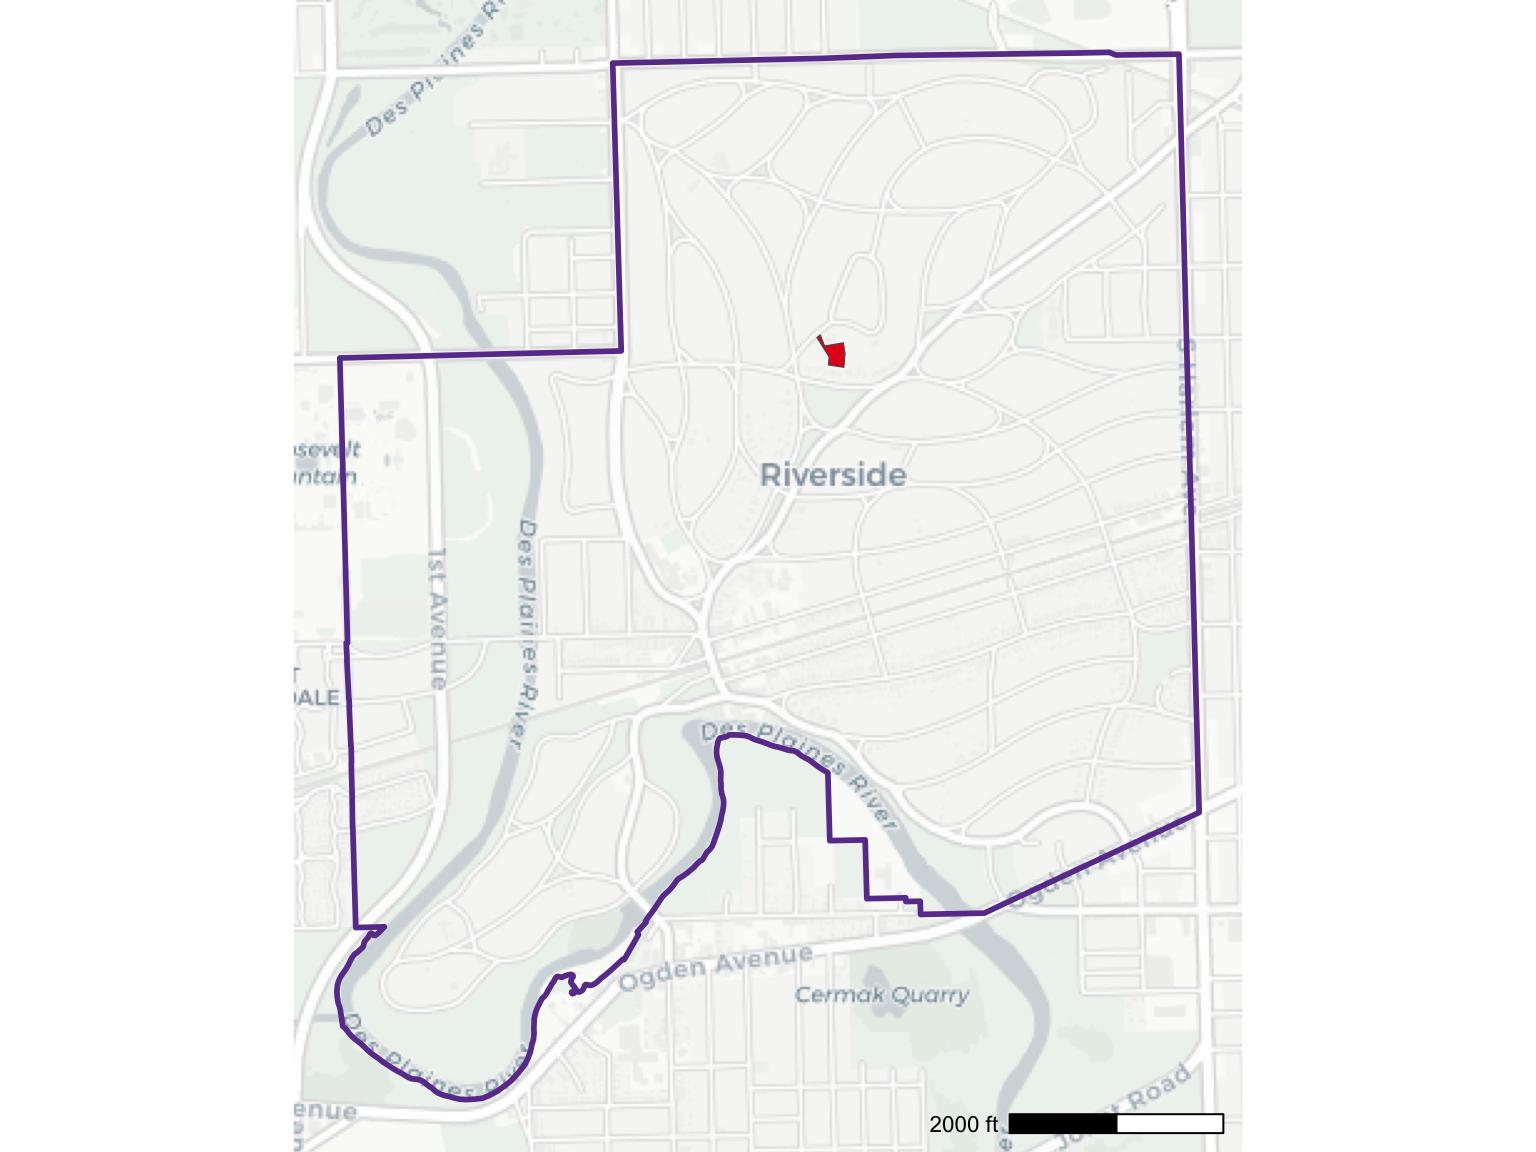 Des Plaines Ri
osevelt
untain
S Harlem Ave.
Riverside
1st Avenue
Des Plaines River
T
DALE
Des Plaines River
Des Plaines River
Ogden Avenue
Ogden Avenue
Cermak Quarry
Des Plaines River
enue
2000 ft
Road